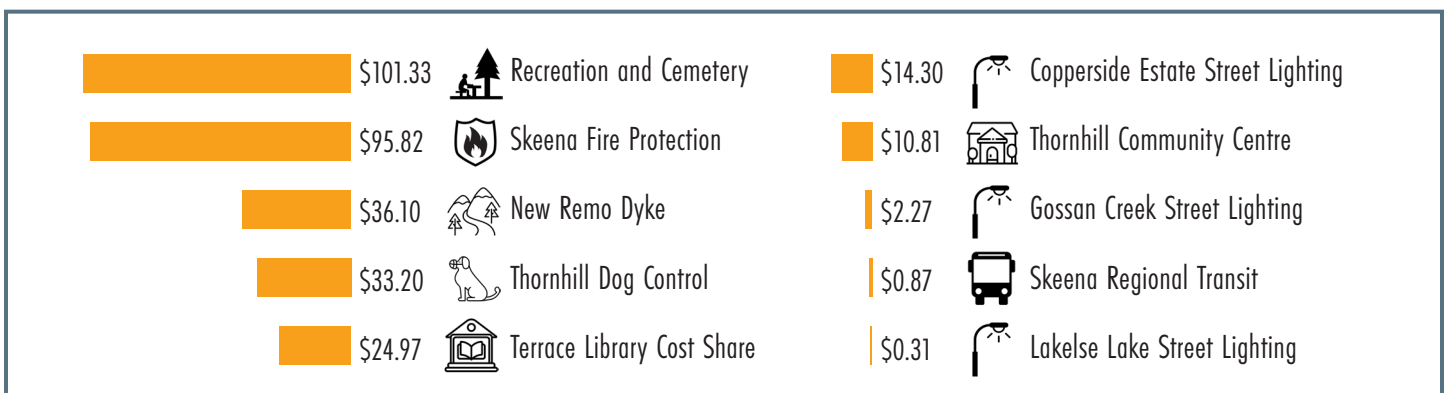 $101.33 Recreation and Cemetery
$95.82 Skeena Fire Protection
$36.10 New Remo Dyke
$33.20 Thornhill Dog Control
$24.97 Terrace Library Cost Share
$14.30 Copperside Estate Street Lighting
$10.81 Thornhill Community Centre
$2.27 Gossan Creek Street Lighting
$0.87 Skeena Regional Transit
$0.31 Lakelse Lake Street Lighting